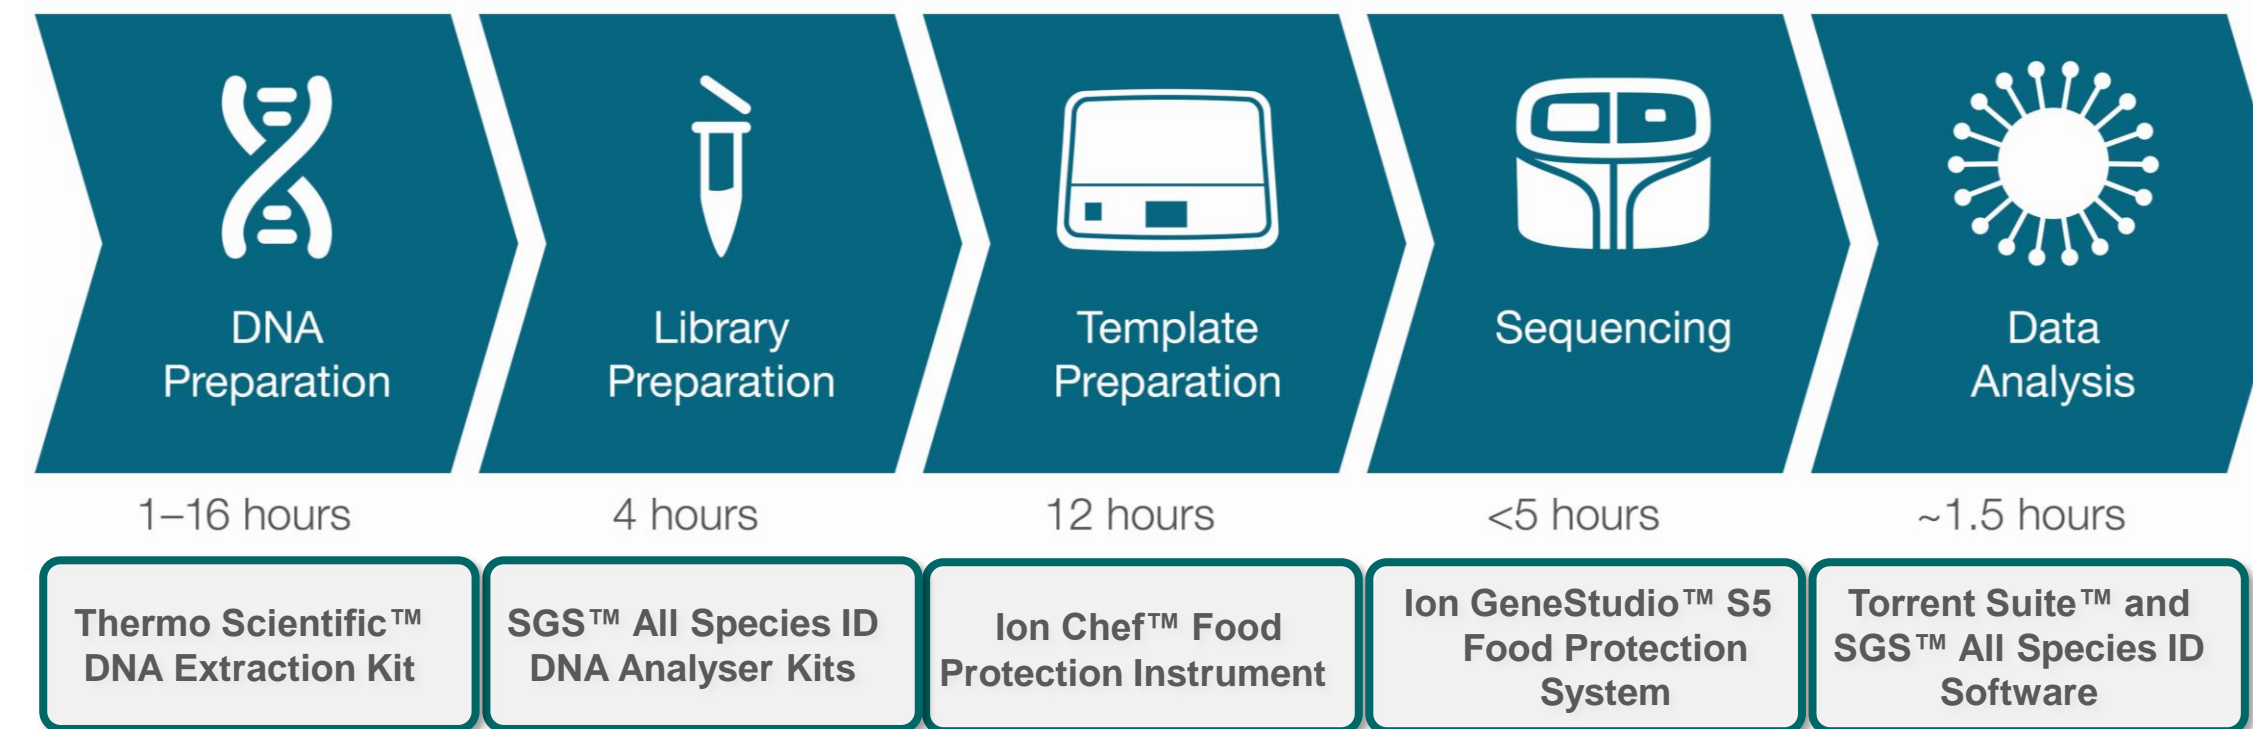 DNA
Preparation
Library
Preparation
Template
Preparation
Sequencing
Data
Analysis
1–16 hours
4 hours
12 hours
<5 hours
~1.5 hours
Thermo Scientific™
DNA Extraction Kit
SGS™ All Species ID
DNA Analyser Kits
Ion Chef™ Food
Protection Instrument
Ion GeneStudio™ S5
Food Protection
System
Torrent Suite™ and
SGS™ All Species ID
Software